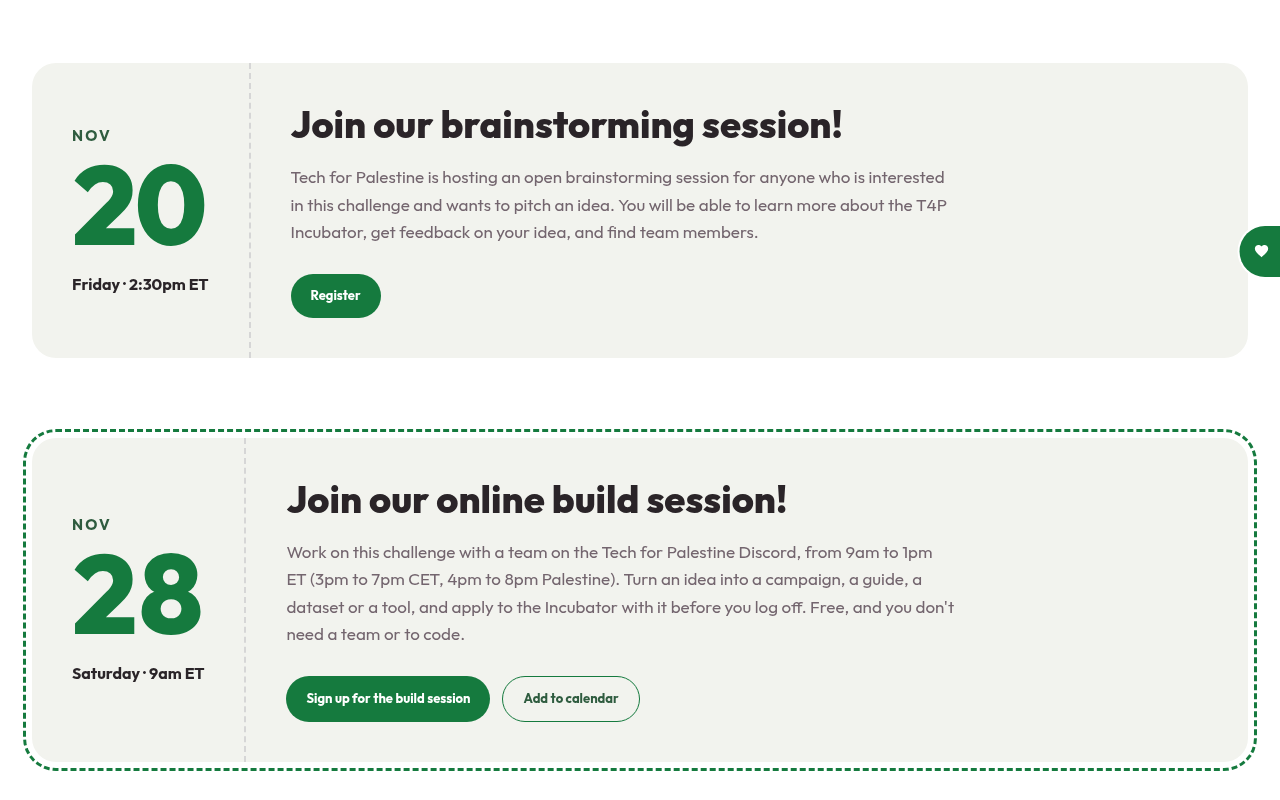 NOV
20
Friday · 2:30pm ET
Join our brainstorming session!
Tech for Palestine is hosting an open brainstorming session for anyone who is interested
in this challenge and wants to pitch an idea. You will be able to learn more about the T4P
Incubator, get feedback on your idea, and find team members.
Register
NOV
28
Saturday · 9am ET
Join our online build session!
Work on this challenge with a team on the Tech for Palestine Discord, from 9am to 1pm
ET (3pm to 7pm CET, 4pm to 8pm Palestine). Turn an idea into a campaign, a guide, a
dataset or a tool, and apply to the Incubator with it before you log off. Free, and you don't
need a team or to code.
Sign up for the build session
Add to calendar